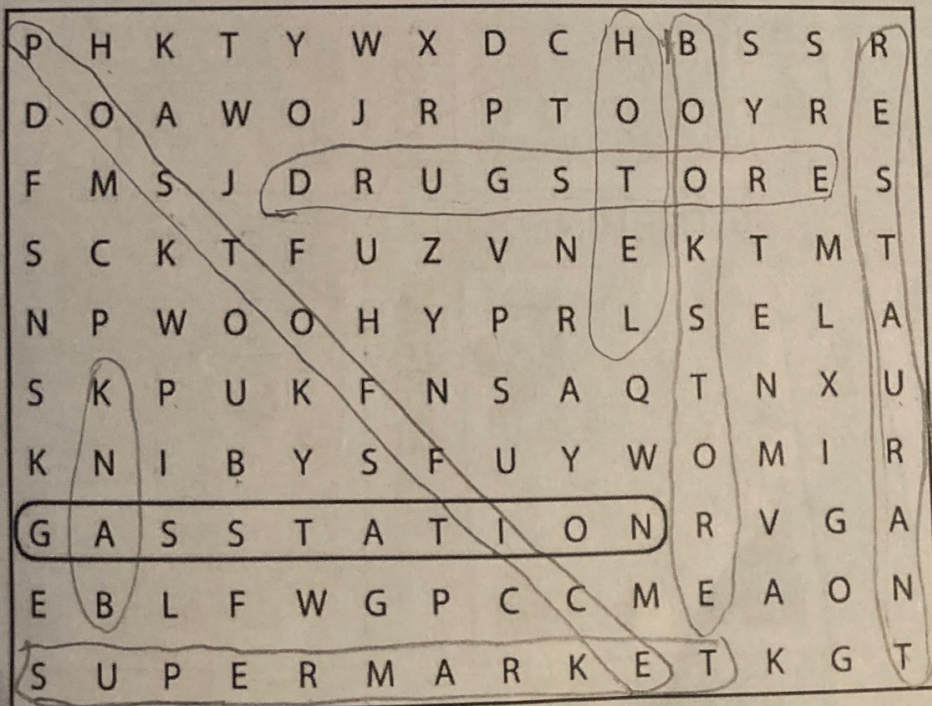 P H K T Y W X D C H B S S R
D O A W O J R P T O O Y R E
F M S J D R U G S T O R E S
S C K T F U Z V N E K T M T
N P W O O H Y P R L S E L A
S K P U K F N S A Q T N X U
K N I B Y S F U Y W O M I R
G A S S T A T I O N R V G A
E B L F W G P C C M E A O N
S U P E R M A R K E T K G T